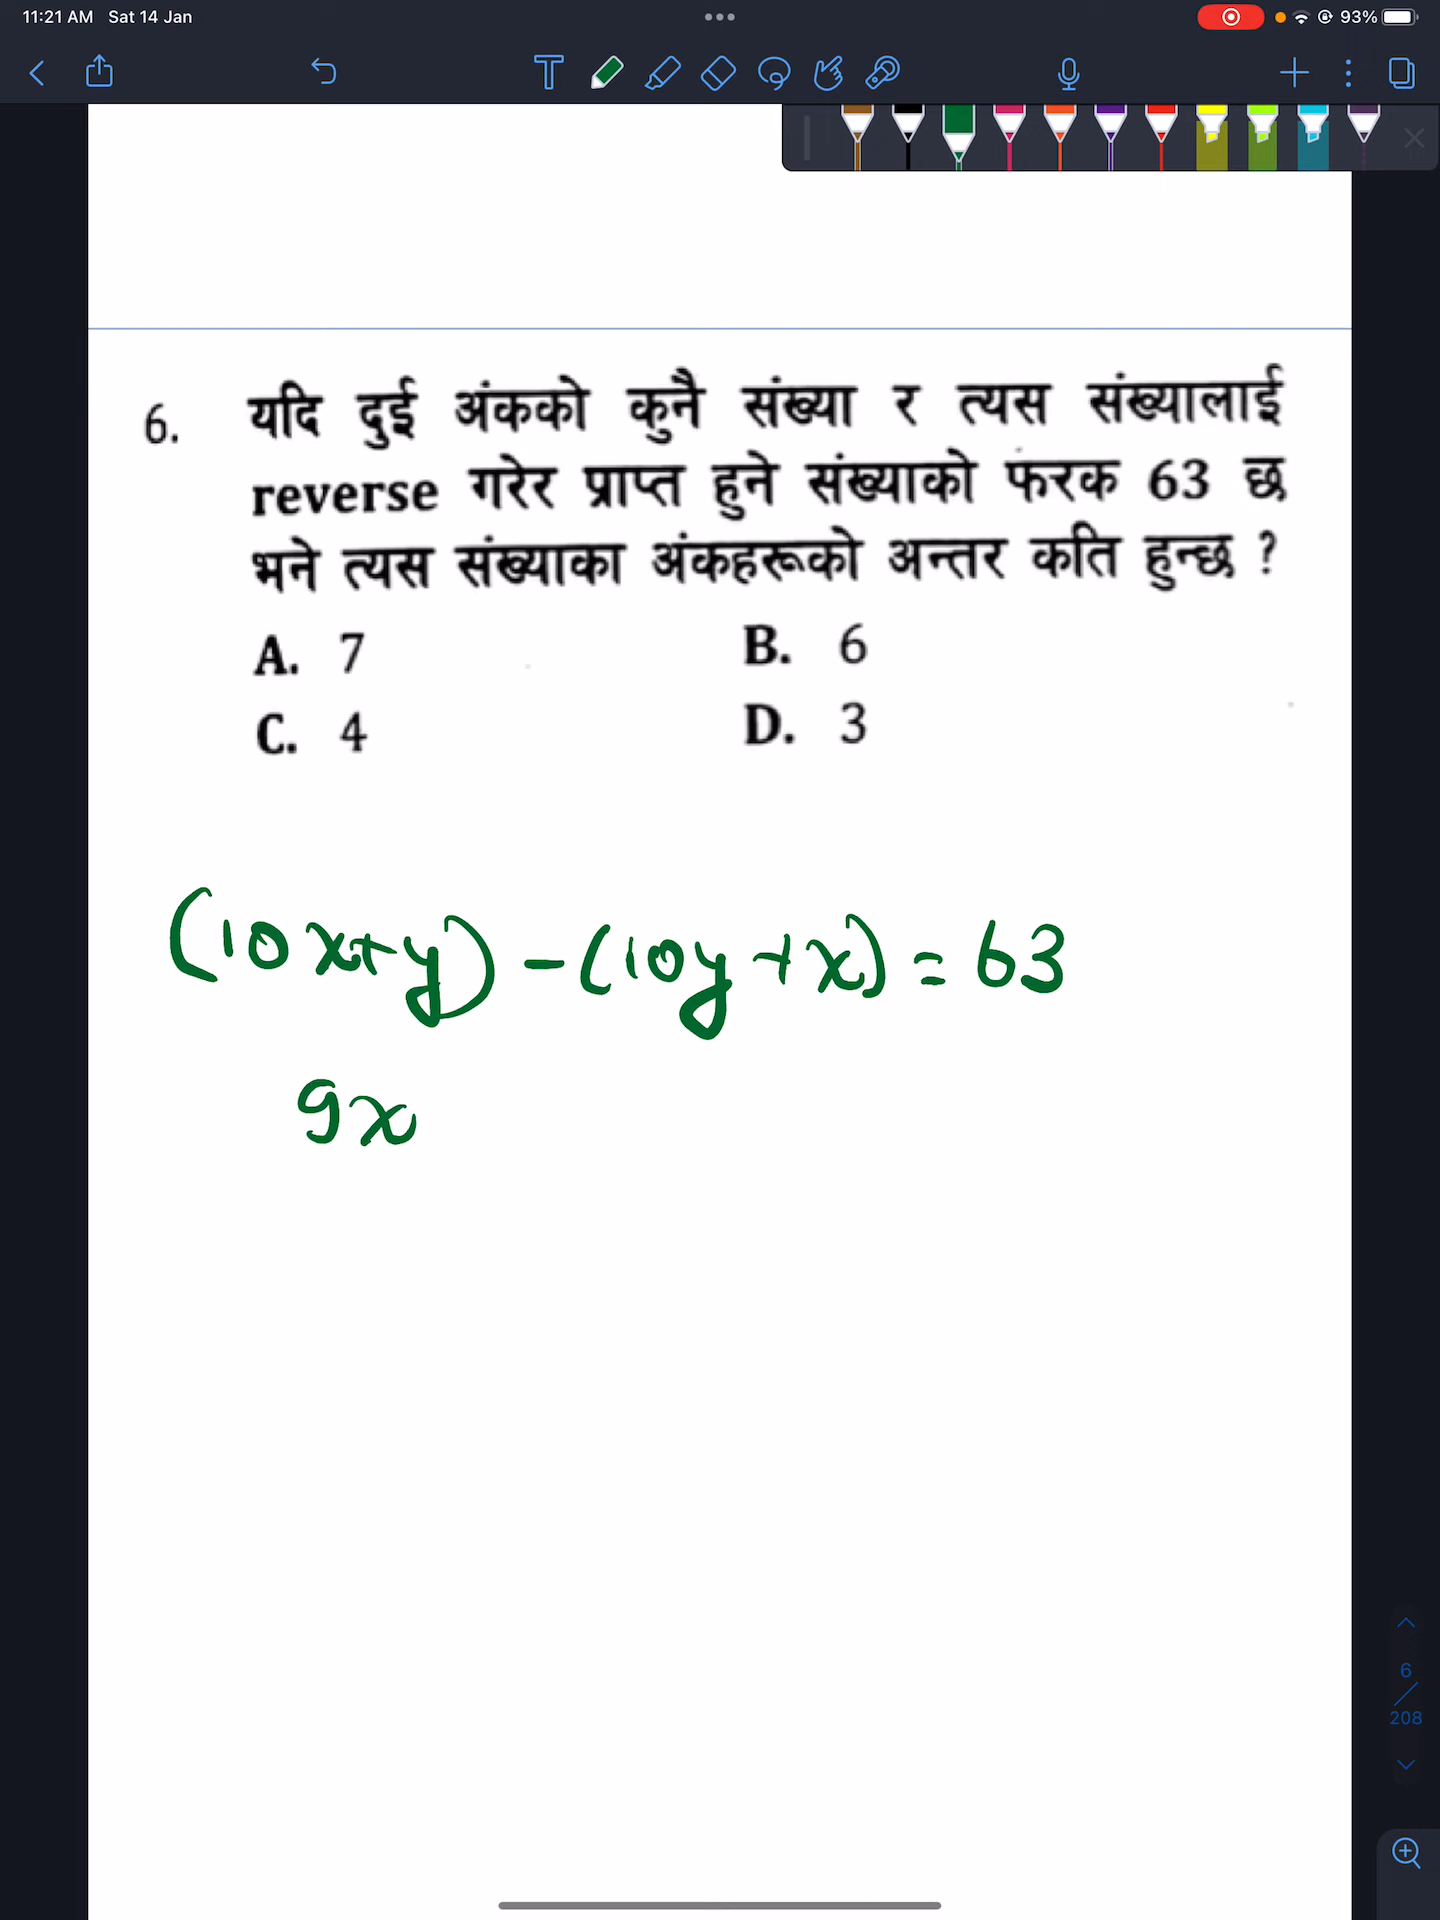 11:21 AM Sat 14 Jan
93%
6. यदि दुई अंकको कुनै संख्या र त्यस संख्यालाई
reverse गरेर प्राप्त हुने संख्याको फरक 63 छ
भने त्यस संख्याका अंकहरूको अन्तर कति हुन्छ ?
A. 7 B. 6
C. 4 D. 3
(10x+y) - (10y+x) = 63
9x
6
208